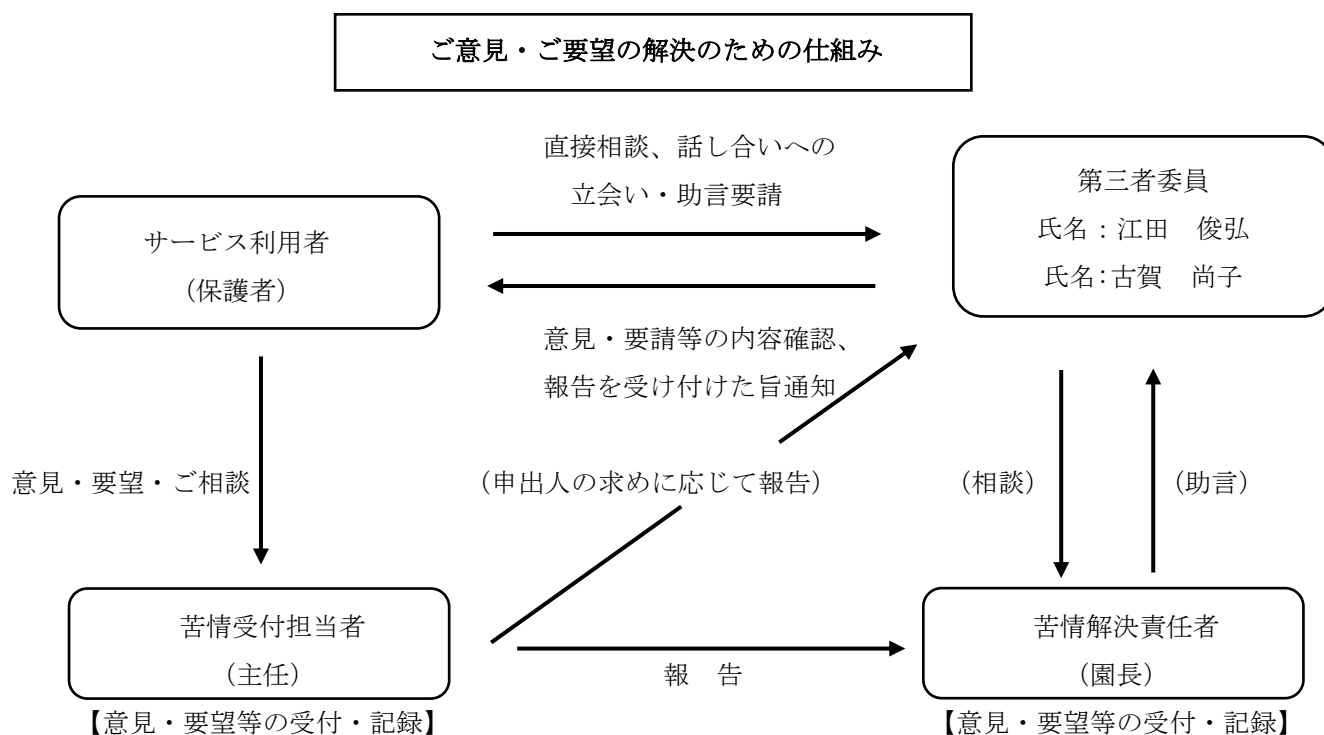 ご意見・ご要望の解決のための仕組み
直接相談、話し合いへの
立会い・助言要請
第三者委員
氏名：江田　俊弘
氏名：古賀　尚子
サービス利用者
（保護者）
意見・要請等の内容確認、
報告を受け付けた旨通知
意見・要望・ご相談
（申出人の求めに応じて報告）
（相談）
（助言）
苦情受付担当者
（主任）
報　告
苦情解決責任者
（園長）
【意見・要望等の受付・記録】
【意見・要望等の受付・記録】